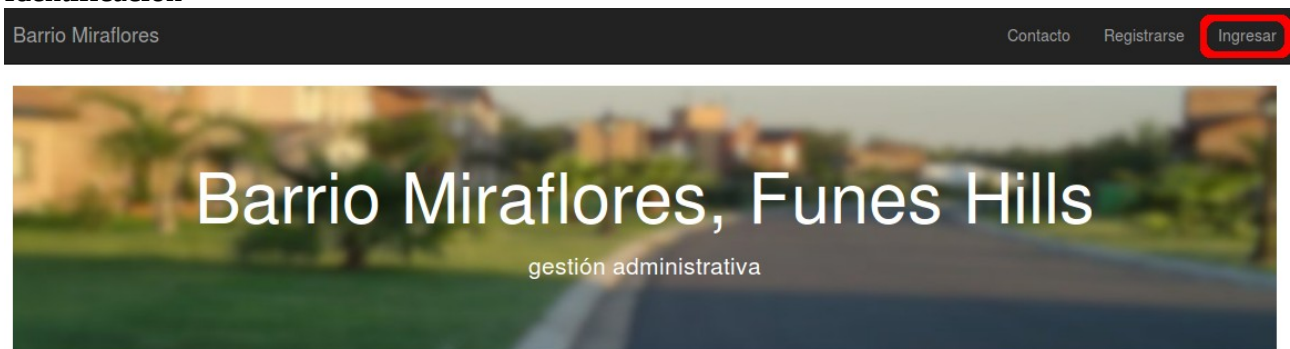 Barrio Miraflores
Contacto Registrarse Ingresar
Barrio Miraflores, Funes Hills
gestión administrativa